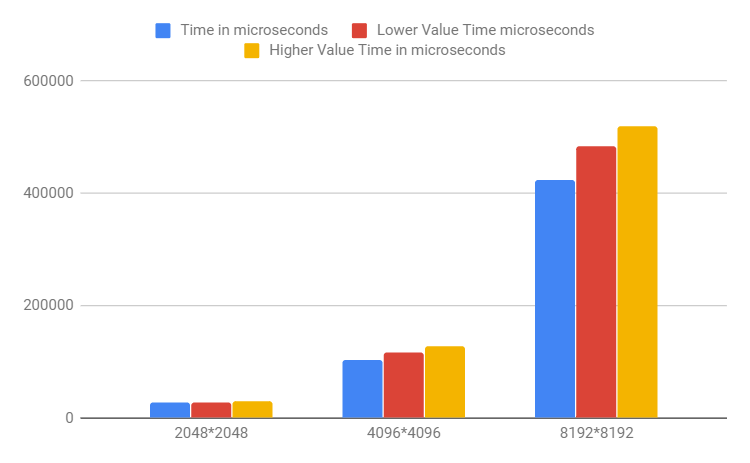 Time in microseconds Lower Value Time microseconds
Higher Value Time in microseconds
600000
400000
200000
0
2048*2048 4096*4096 8192*8192